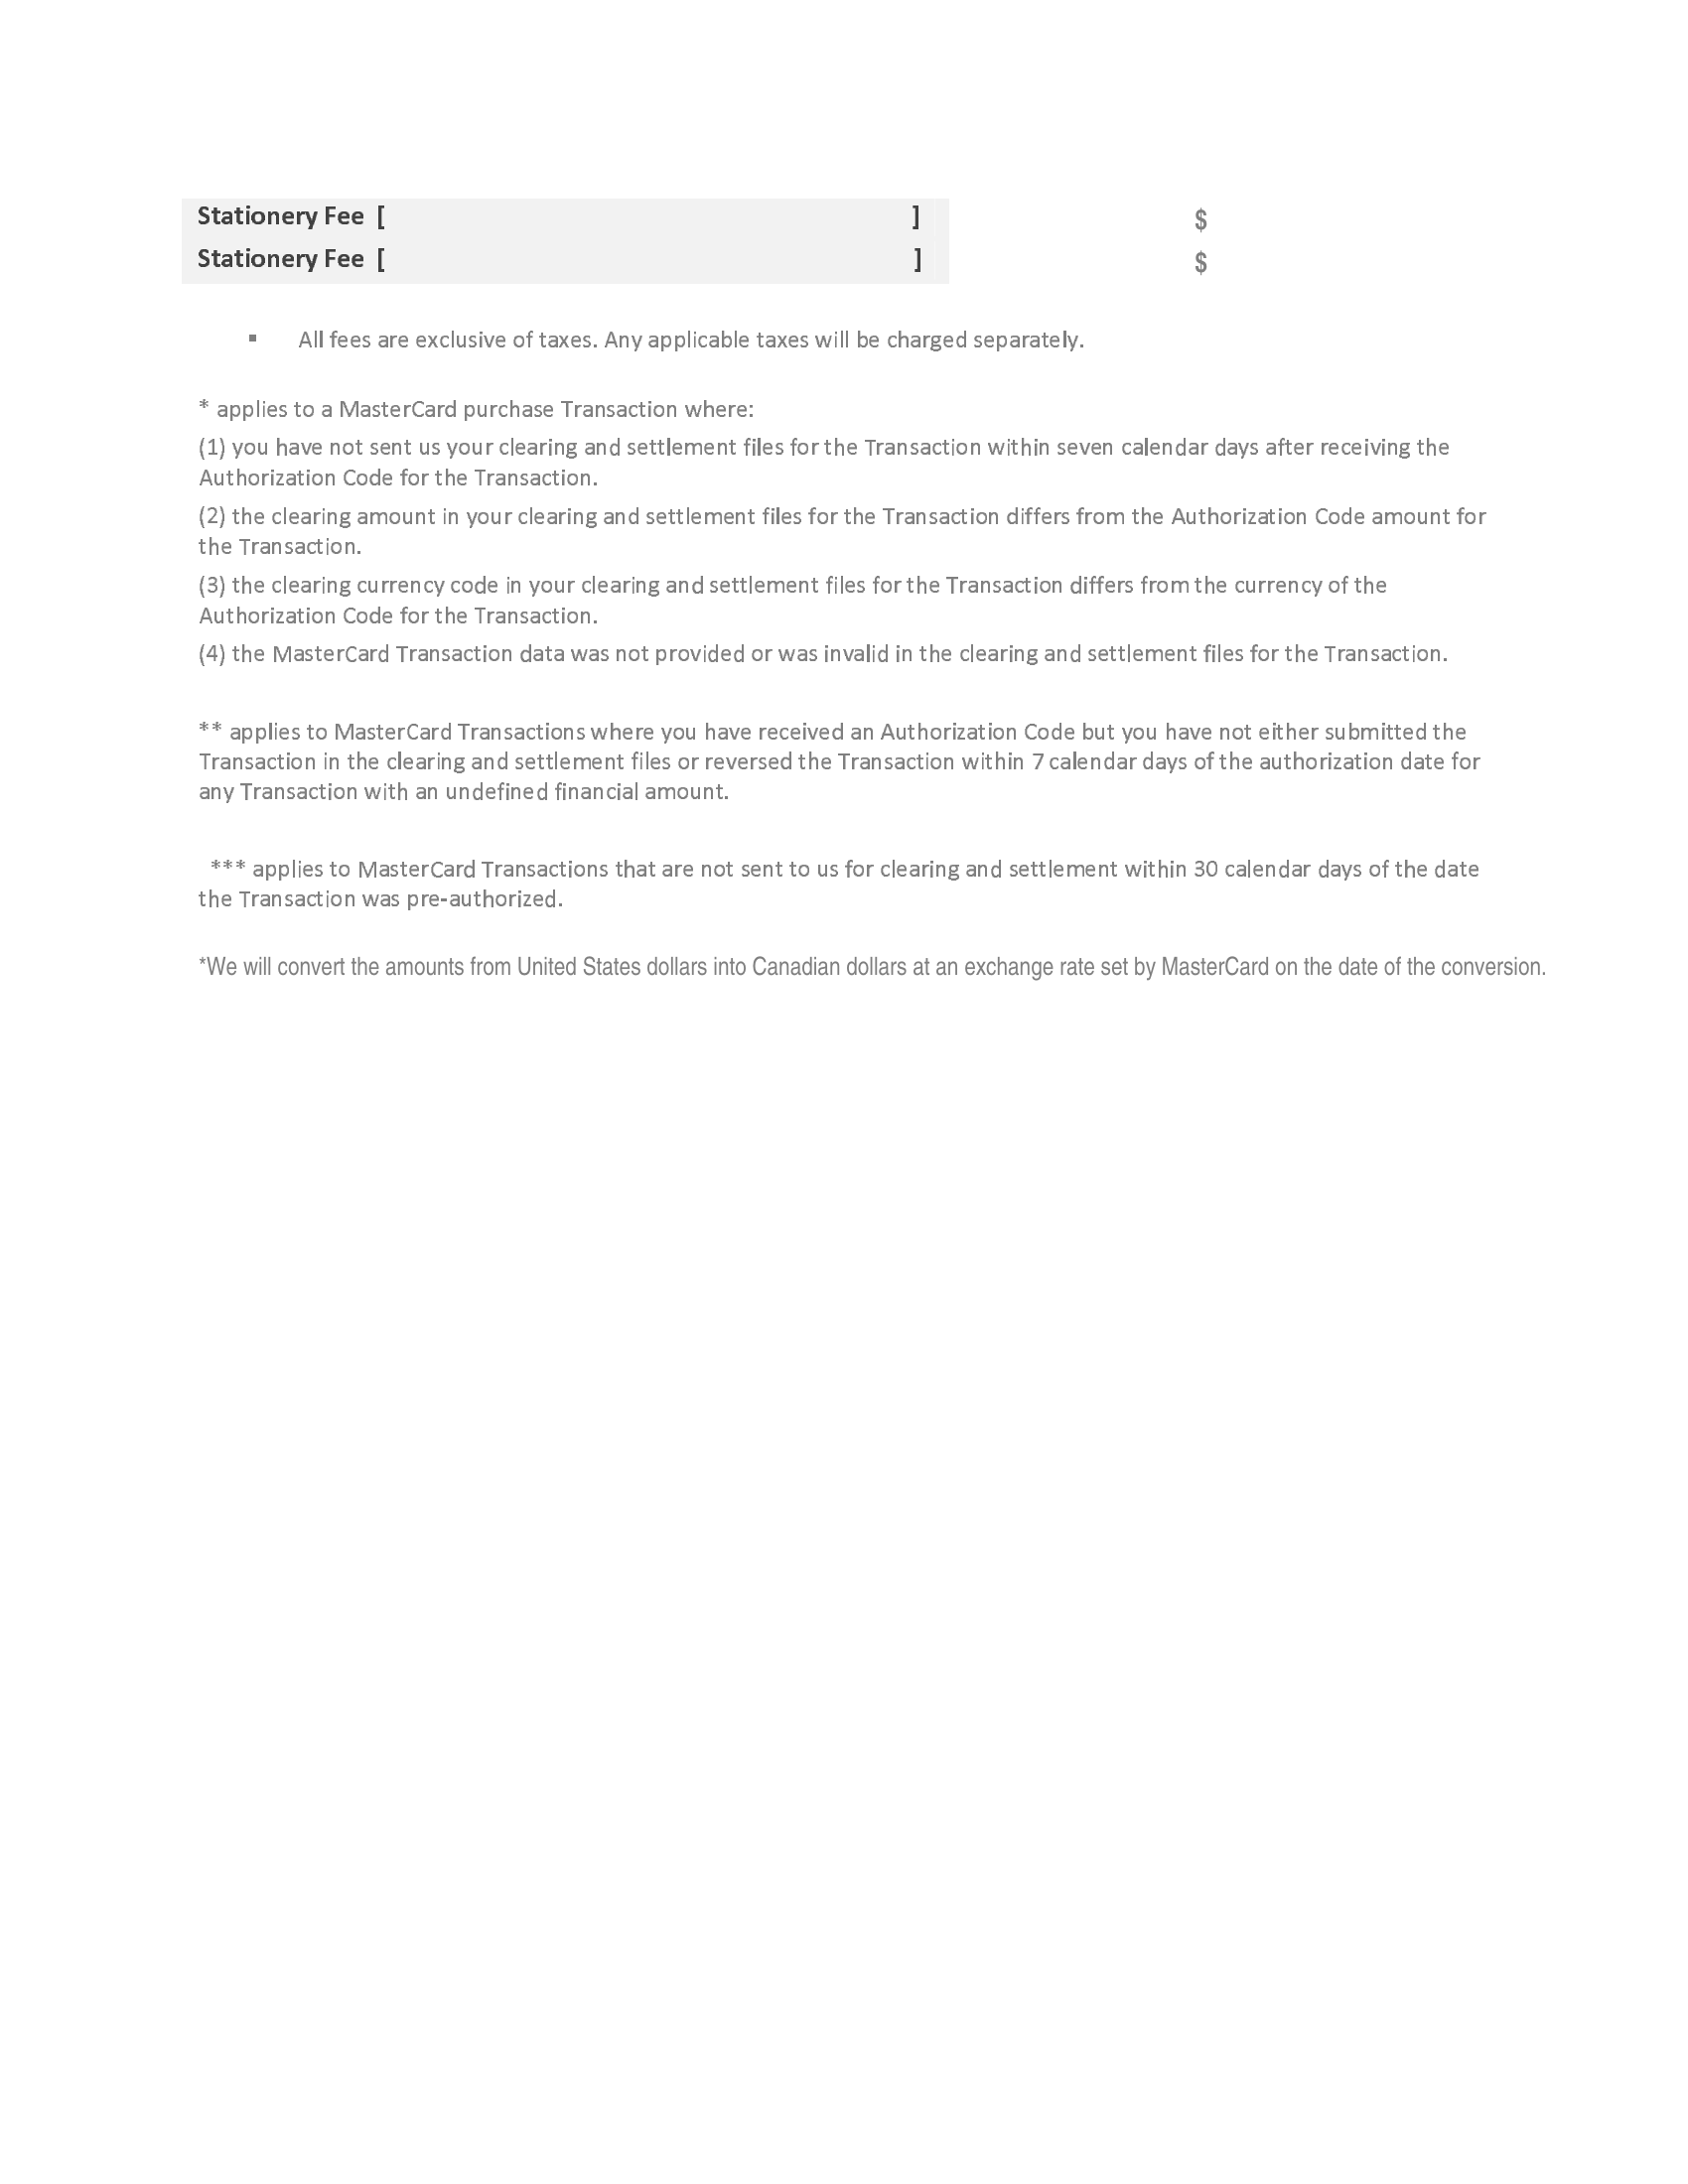 Stationery Fee [ ] $
Stationery Fee [ ] $
▪ All fees are exclusive of taxes. Any applicable taxes will be charged separately.
* applies to a MasterCard purchase Transaction where:
(1) you have not sent us your clearing and settlement files for the Transaction within seven calendar days after receiving the
Authorization Code for the Transaction.
(2) the clearing amount in your clearing and settlement files for the Transaction differs from the Authorization Code amount for
the Transaction.
(3) the clearing currency code in your clearing and settlement files for the Transaction differs from the currency of the
Authorization Code for the Transaction.
(4) the MasterCard Transaction data was not provided or was invalid in the clearing and settlement files for the Transaction.
** applies to MasterCard Transactions where you have received an Authorization Code but you have not either submitted the
Transaction in the clearing and settlement files or reversed the Transaction within 7 calendar days of the authorization date for
any Transaction with an undefined financial amount.
*** applies to MasterCard Transactions that are not sent to us for clearing and settlement within 30 calendar days of the date
the Transaction was pre-authorized.
*We will convert the amounts from United States dollars into Canadian dollars at an exchange rate set by MasterCard on the date of the conversion.